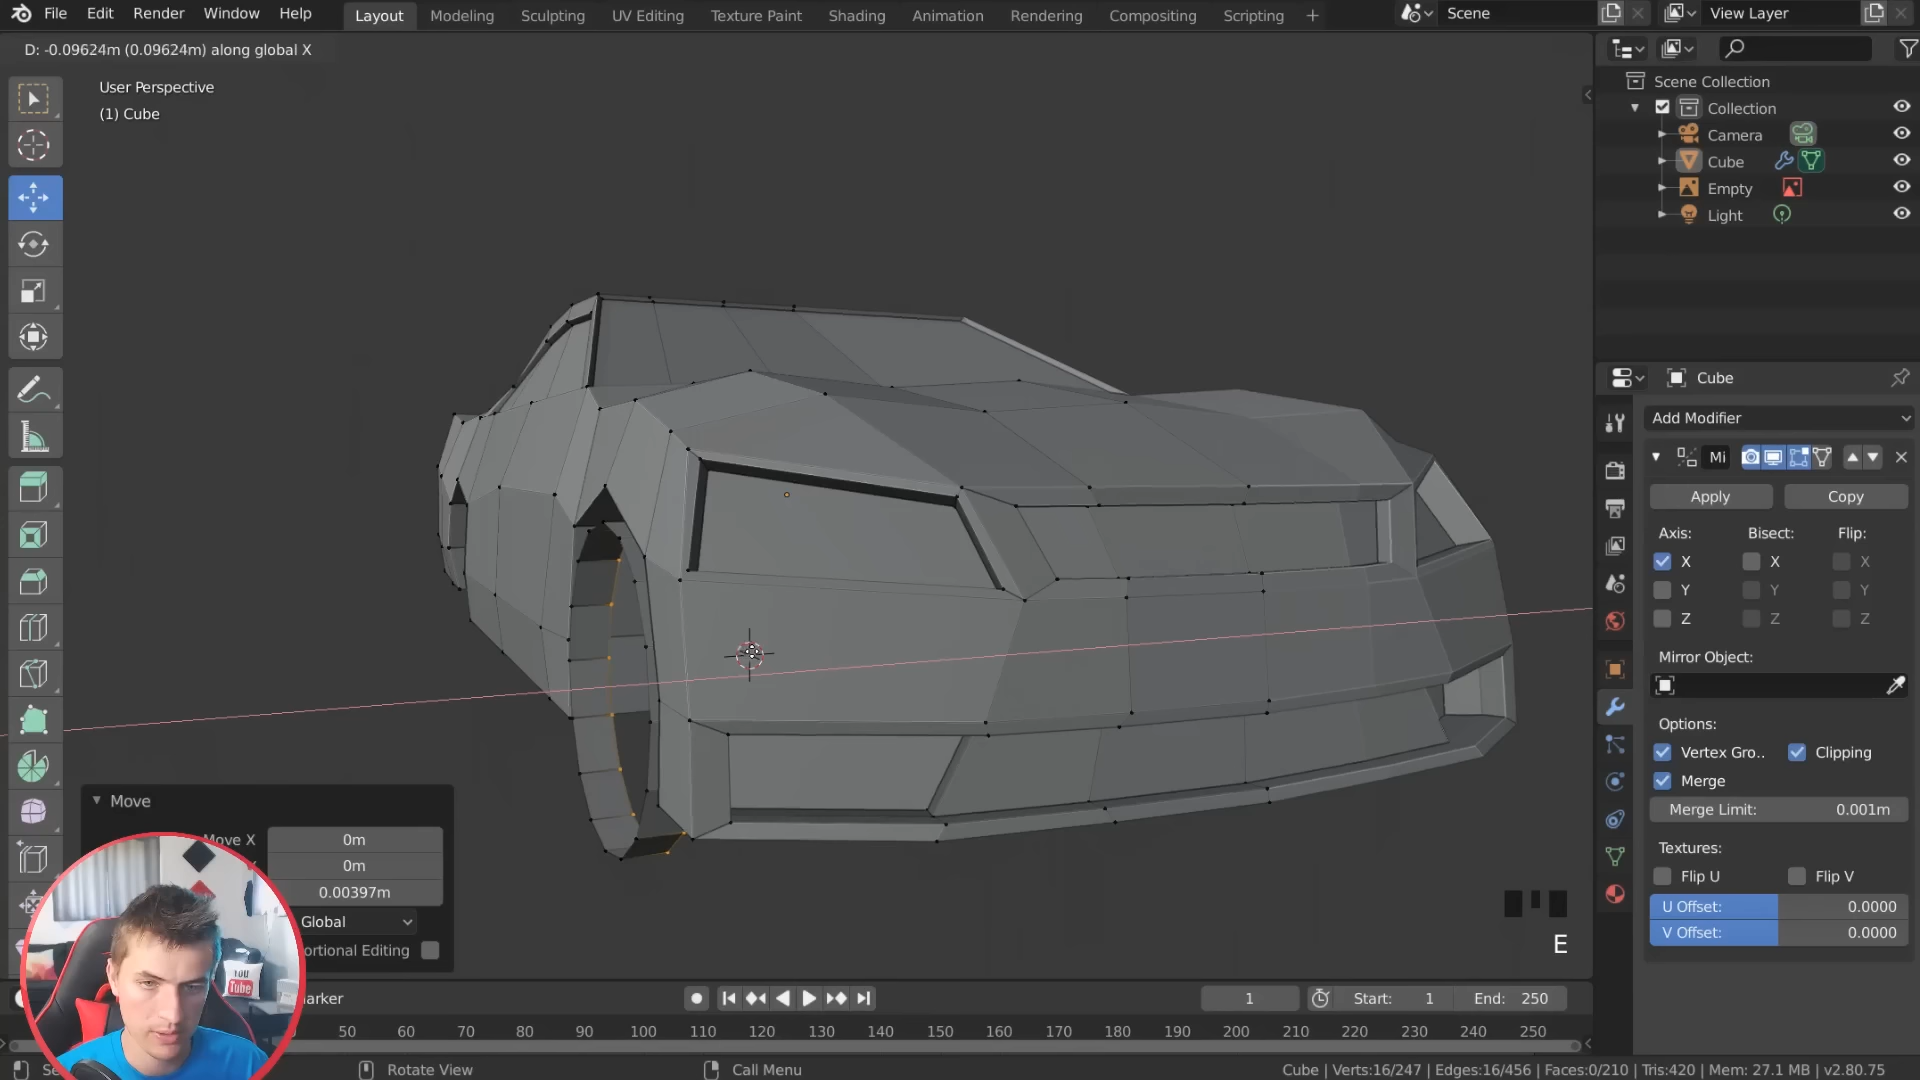 File Edit Render Window Help Layout Modeling Sculpting UV Editing Texture Paint Shading Animation Rendering Compositing Scripting + Scene View Layer
D: -0.09624m (0.09624m) along global X
User Perspective
(1) Cube
Scene Collection
Collection
Camera
Cube
Empty
Light
Cube
Add Modifier
Mi
Apply Copy
Axis: Bisect: Flip:
X X X
Y Y Y
Z Z Z
Mirror Object:
Options:
Vertex Gro.. Clipping
Merge
Merge Limit: 0.001m
Textures:
Flip U Flip V
U Offset: 0.0000
V Offset: 0.0000
Move
Move X 0m
0m
0.00397m
Global
ortional Editing
E
You
Tube
arker
1 Start: 1 End: 250
50 60 70 80 90 100 110 120 130 140 150 160 170 180 190 200 210 220 230 240 250
Se Rotate View Call Menu Cube | Verts:16/247 | Edges:16/456 | Faces:0/210 | Tris:420 | Mem: 27.1 MB | v2.80.75